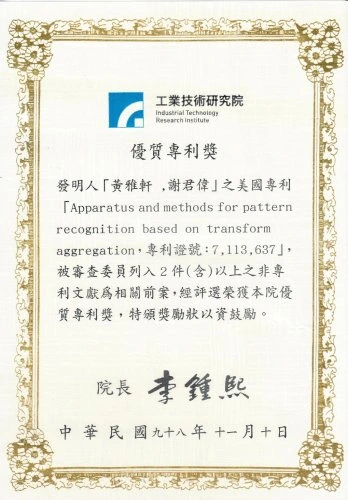 工業技術研究院
Industrial Technology
Research Institute
優質專利獎
發明人「黃雅軒 ,謝君偉」之美國專利
「Apparatus and methods for pattern
recognition based on transform
aggregation,專利證號:7,113,637」,
被審查委員列入2件(含)以上之非專
利文獻為相關前案,經評選榮獲本院優
質專利獎,特頒獎勵狀以資鼓勵。
院長 李鍾熙
中華民國九十八年十一月十日